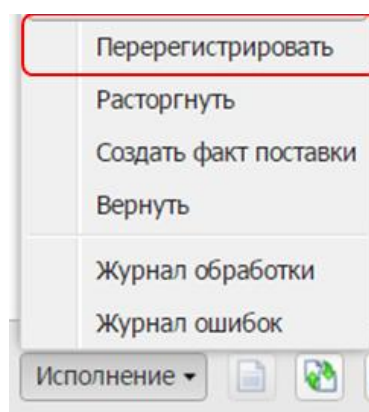 Перерегистрировать
Расторгнуть
Создать факт поставки
Вернуть
Журнал обработки
Журнал ошибок
Исполнение